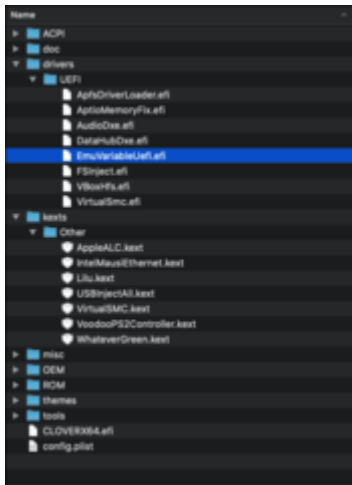 Name
ACPI
doc
drivers
UEFI
ApfsDriverLoader.efi
AptioMemoryFix.efi
AudioDxe.efi
DataHubDxe.efi
EmuVariableUefi.efi
FSInject.efi
VBoxHfs.efi
VirtualSmc.efi
kexts
Other
AppleALC.kext
IntelMausiEthernet.kext
Lilu.kext
USBInjectAll.kext
VirtualSMC.kext
VoodooPS2Controller.kext
WhateverGreen.kext
misc
OEM
ROM
themes
tools
CLOVERX64.efi
config.plist